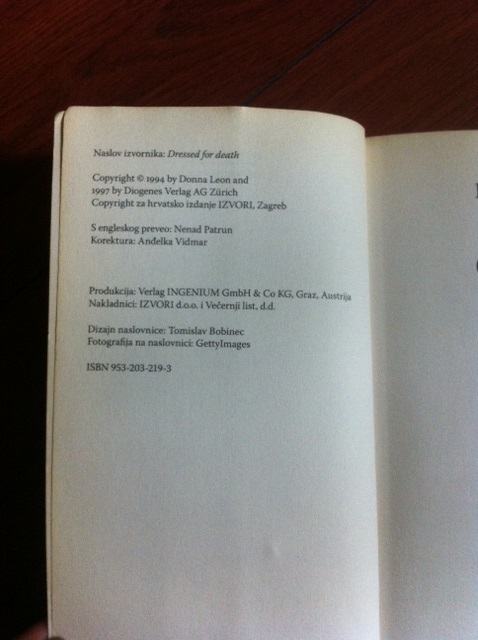 Naslov izvornika: Dressed for death
Copyright © 1994 by Donna Leon and
1997 by Diogenes Verlag AG Zürich
Copyright za hrvatsko izdanje IZVORI, Zagreb
S engleskog preveo: Nenad Patrun
Korektura: Anđelka Vidmar
Produkcija: Verlag INGENIUM GmbH & Co KG, Graz, Austrija
Nakladnici: IZVORI d.o.o. i Večernji list, d.d.
Dizajn naslovnice: Tomislav Bobinec
Fotografija na naslovnici: GettyImages
ISBN 953-203-219-3